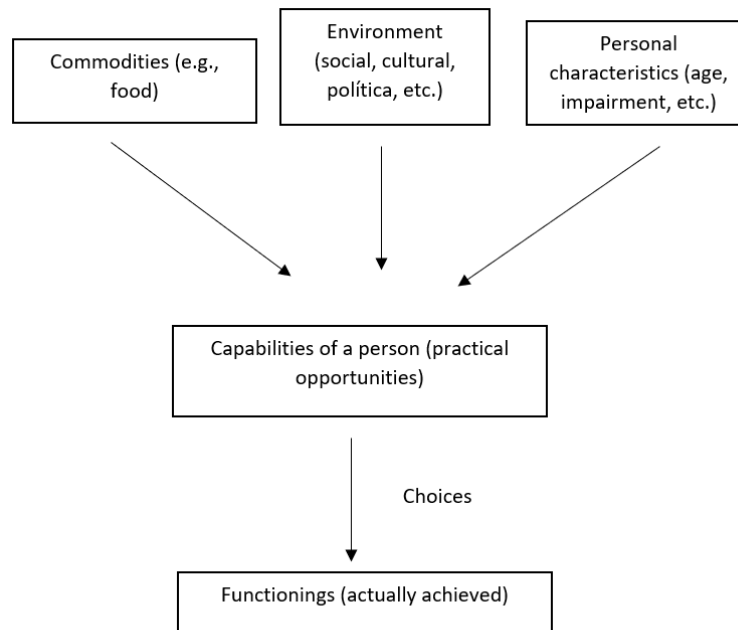 Commodities (e.g.,
food)
Environment
(social, cultural,
política, etc.)
Personal
characteristics (age,
impairment, etc.)
Capabilities of a person (practical
opportunities)
Choices
Functionings (actually achieved)